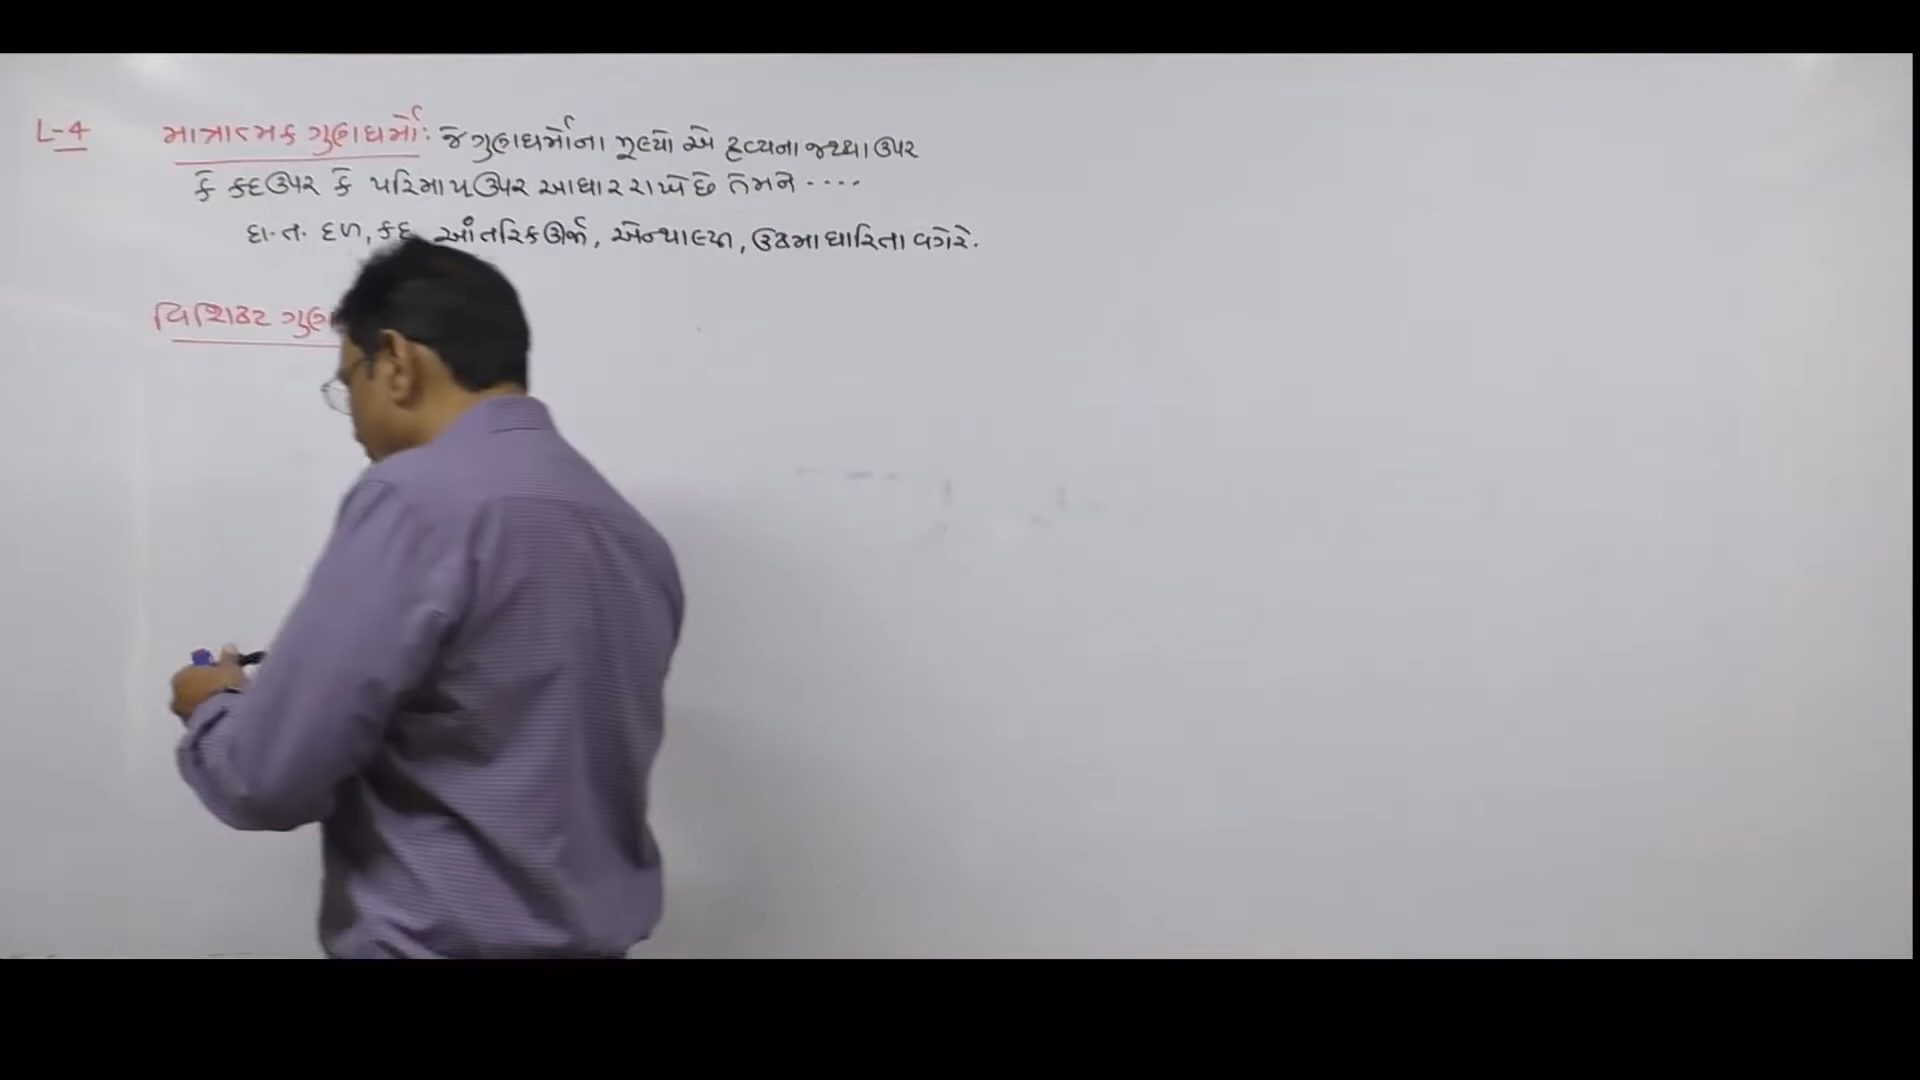 L-4 માત્રાત્મક ગુણધર્મો: જે ગુણધર્મોના મૂલ્યો એ દ્રવ્યના જથ્થા ઉપર
કે કદ ઉપર કે પરિમાપ ઉપર આધાર રાખે છે તેમને ....
દા.ત. દળ, કદ, આંતરિક ઊર્જા, એન્થાલ્પી, ઉષ્માધારિતા વગેરે.
વિશિષ્ટ